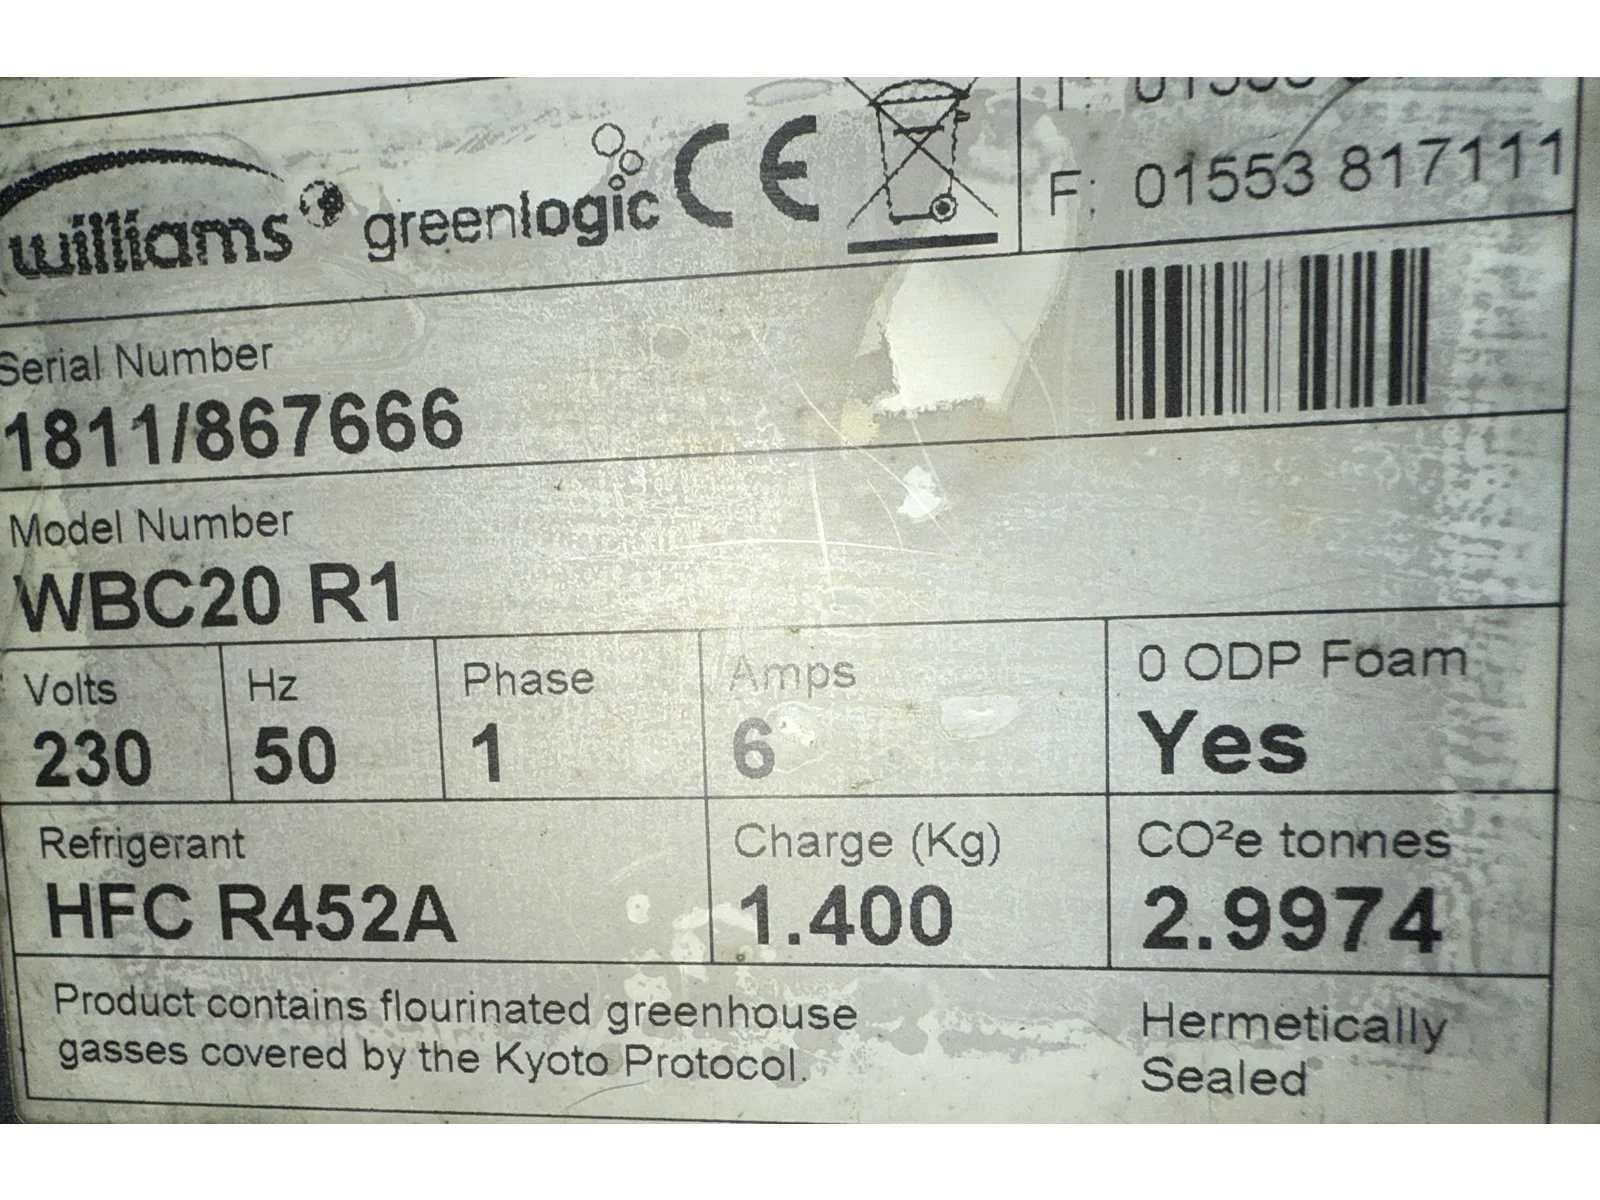 williams greenlogic CE
F: 01553 817111
Serial Number
1811/867666
Model Number
WBC20 R1
Volts Hz Phase Amps 0 ODP Foam
230 50 1 6 Yes
Refrigerant Charge (Kg) CO²e tonnes
HFC R452A 1.400 2.9974
Product contains flourinated greenhouse
gasses covered by the Kyoto Protocol.
Hermetically
Sealed